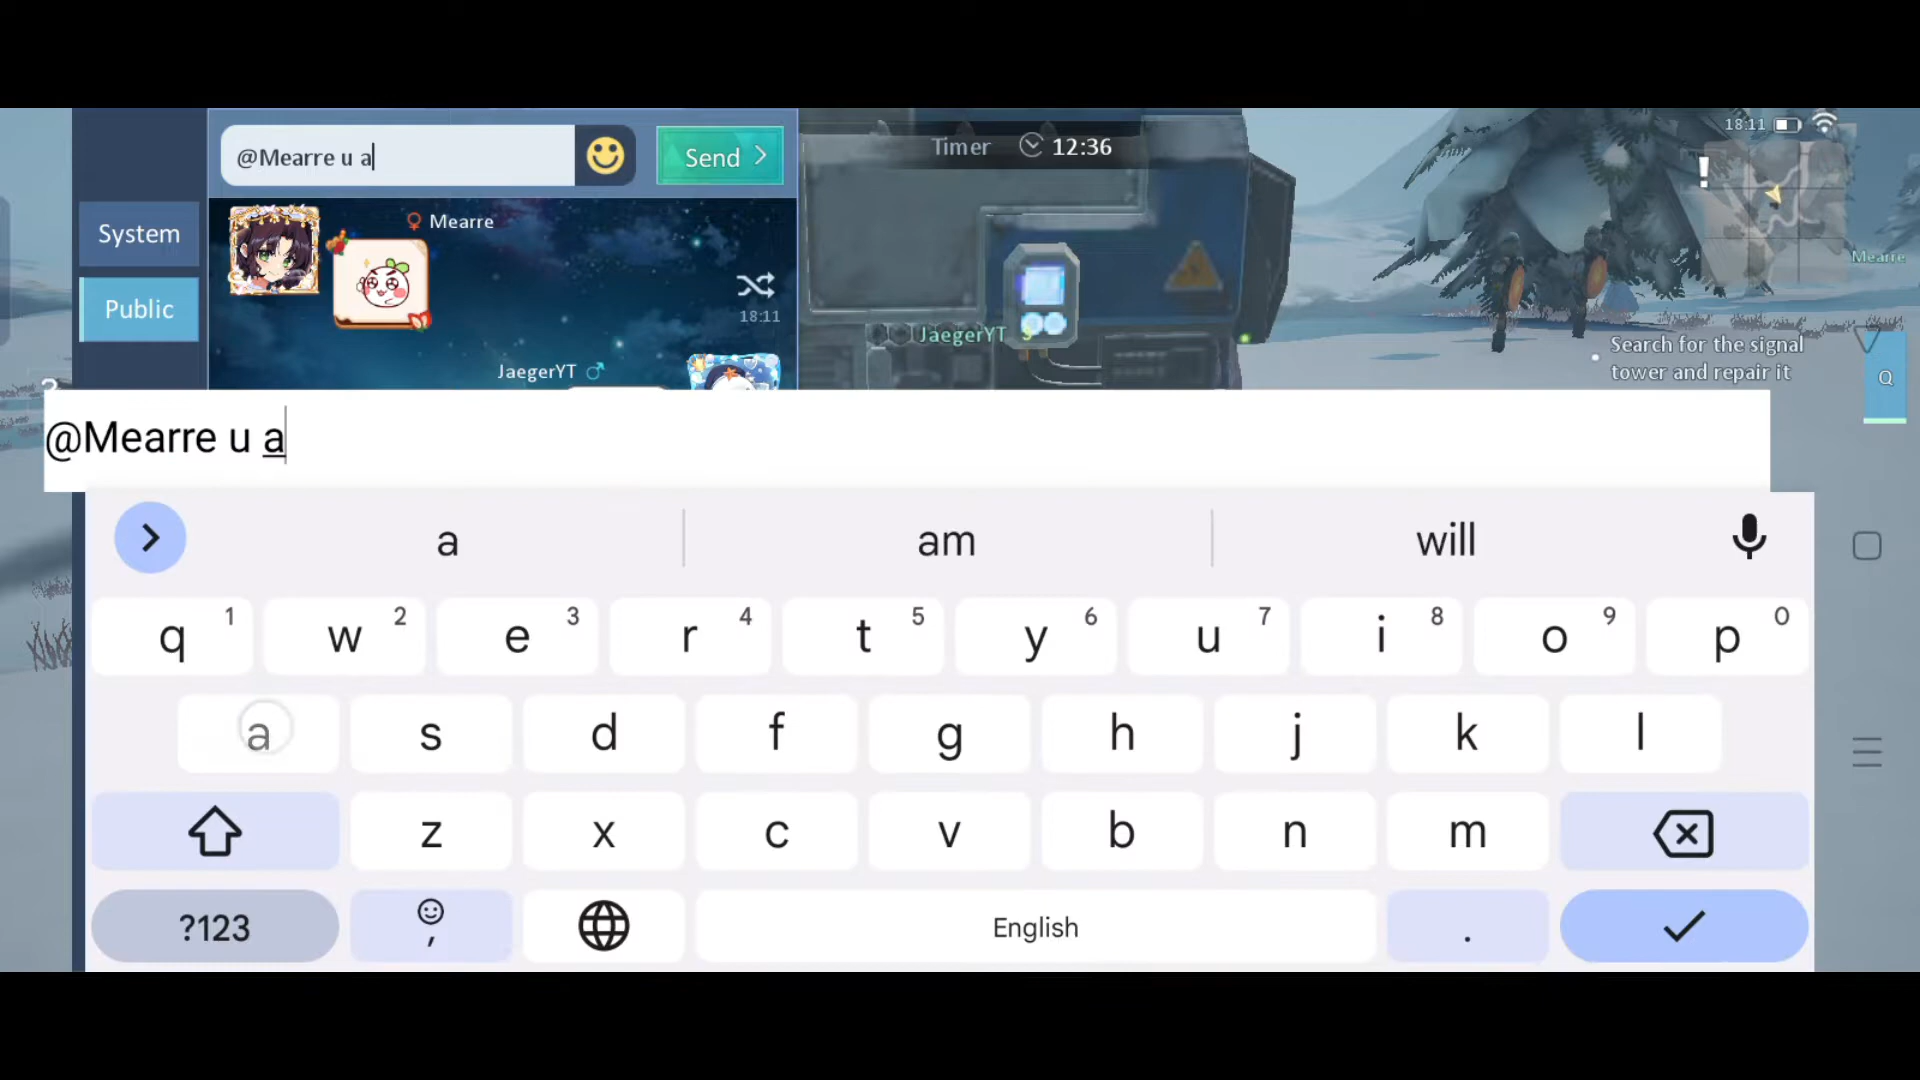 @Mearre u a
Send
Timer 12:36
18:11
System
Mearre
Public
18:11
JaegerYT
JaegerYT
S
Mearre
Search for the signal
tower and repair it
Q
@Mearre u a
a am will
q 1 w 2 e 3 r 4 t 5 y 6 u 7 i 8 o 9 p 0
a s d f g h j k l
z x c v b n m
?123 , English .